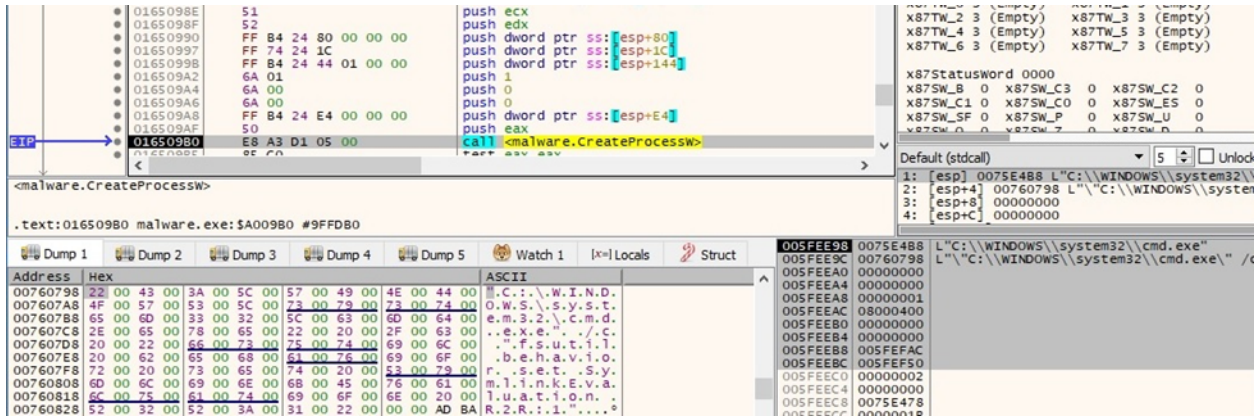 0165098E 51 push ecx
0165098F 52 push edx
01650990 FF B4 24 80 00 00 00 push dword ptr ss:[esp+80]
01650997 FF 74 24 1C push dword ptr ss:[esp+1C]
0165099B FF B4 24 44 01 00 00 push dword ptr ss:[esp+144]
016509A2 6A 01 push 1
016509A4 6A 00 push 0
016509A6 6A 00 push 0
016509A8 FF B4 24 E4 00 00 00 push dword ptr ss:[esp+E4]
016509AF 50 push eax
EIP 016509B0 E8 A3 D1 05 00 call <malware.CreateProcessW>
016509B5 85 C0 test eax,eax
<malware.CreateProcessW>
.text:016509B0 malware.exe:$A009B0 #9FFDB0
x87TW_2 3 (Empty) x87TW_3 3 (Empty)
x87TW_4 3 (Empty) x87TW_5 3 (Empty)
x87TW_6 3 (Empty) x87TW_7 3 (Empty)
x87StatusWord 0000
x87SW_B 0 x87SW_C3 0 x87SW_C2 0
x87SW_C1 0 x87SW_C0 0 x87SW_ES 0
x87SW_SF 0 x87SW_P 0 x87SW_U 0
x87SW_O 0 x87SW_Z 0 x87SW_D 0
Default (stdcall) 5 Unlock
1: [esp] 0075E4B8 L"C:\\WINDOWS\\system32\\
2: [esp+4] 00760798 L"\"C:\\WINDOWS\\system
3: [esp+8] 00000000
4: [esp+C] 00000000
Dump 1 Dump 2 Dump 3 Dump 4 Dump 5 Watch 1 [x=] Locals Struct
Address Hex ASCII
00760798 22 00 43 00 3A 00 5C 00 57 00 49 00 4E 00 44 00 ".C.:.\.W.I.N.D.
007607A8 4F 00 57 00 53 00 5C 00 73 00 79 00 73 00 74 00 O.W.S.\.s.y.s.t.
007607B8 65 00 6D 00 33 00 32 00 5C 00 63 00 6D 00 64 00 e.m.3.2.\.c.m.d.
007607C8 2E 00 65 00 78 00 65 00 22 00 20 00 2F 00 63 00 ..e.x.e.". ./.c.
007607D8 20 00 22 00 66 00 73 00 75 00 74 00 69 00 6C 00  .".f.s.u.t.i.l.
007607E8 20 00 62 00 65 00 68 00 61 00 76 00 69 00 6F 00  .b.e.h.a.v.i.o.
007607F8 72 00 20 00 73 00 65 00 74 00 20 00 53 00 79 00 r. .s.e.t. .S.y.
00760808 6D 00 6C 00 69 00 6E 00 6B 00 45 00 76 00 61 00 m.l.i.n.k.E.v.a.
00760818 6C 00 75 00 61 00 74 00 69 00 6F 00 6E 00 20 00 l.u.a.t.i.o.n. .
00760828 52 00 32 00 52 00 3A 00 31 00 22 00 00 00 AD BA R.2.R.:.1."....º
005FEE98 0075E4B8 L"C:\\WINDOWS\\system32\\cmd.exe"
005FEE9C 00760798 L"\"C:\\WINDOWS\\system32\\cmd.exe\" /c
005FEEA0 00000000
005FEEA4 00000000
005FEEA8 00000001
005FEEAC 08000400
005FEEB0 00000000
005FEEB4 00000000
005FEEB8 005FEFAC
005FEEBC 005FEF50
005FEEC0 00000002
005FEEC4 00000000
005FEEC8 0075E478